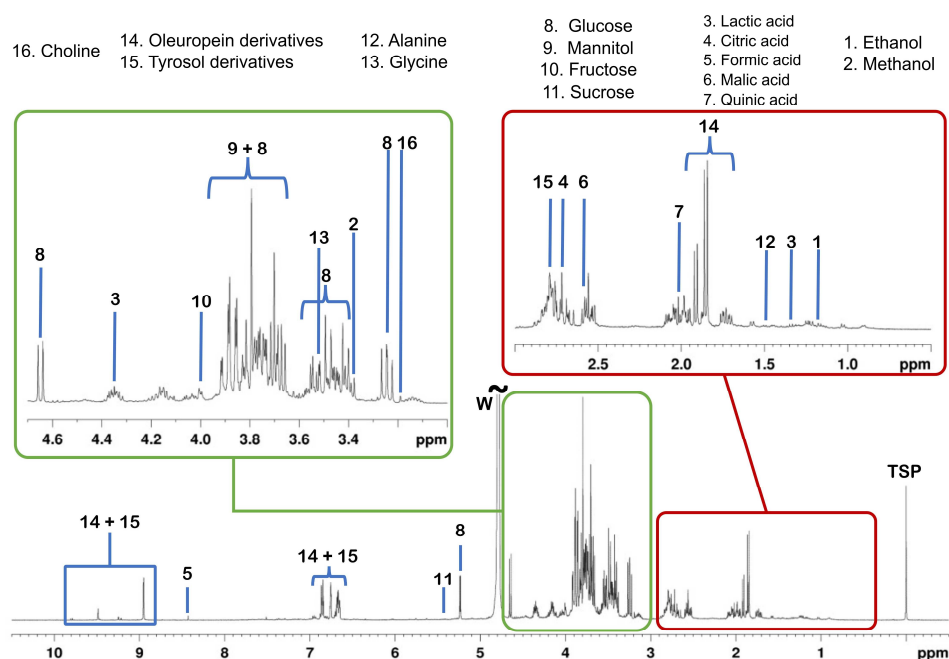 16. Choline
14. Oleuropein derivatives
15. Tyrosol derivatives
12. Alanine
13. Glycine
8. Glucose
9. Mannitol
10. Fructose
11. Sucrose
3. Lactic acid
4. Citric acid
5. Formic acid
6. Malic acid
7. Quinic acid
1. Ethanol
2. Methanol
9 + 8
8 16
8
3
10
13
2
8
4.6 4.4 4.2 4.0 3.8 3.6 3.4 ppm
14
15 4 6
7
12 3 1
2.5 2.0 1.5 1.0 ppm
W
~
TSP
14 + 15
5
14 + 15
11
8
10 9 8 7 6 5 4 3 2 1 ppm